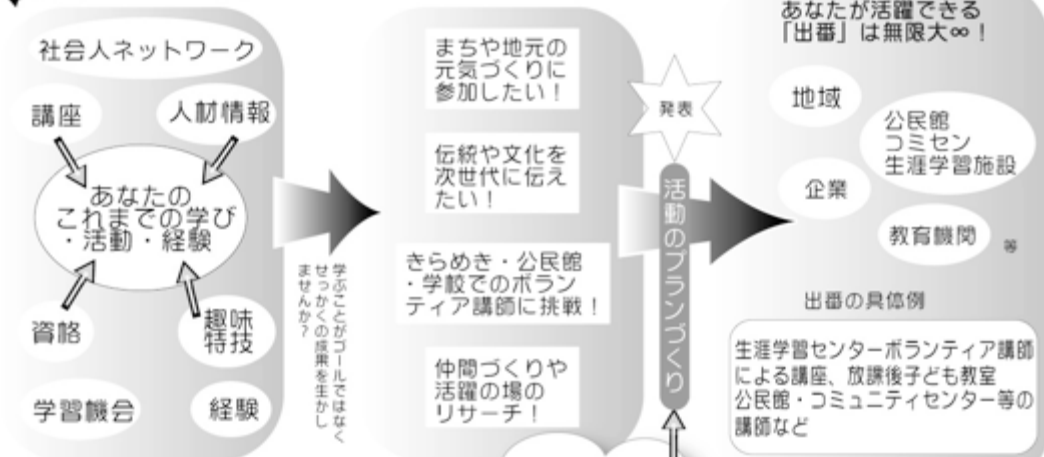 社会人ネットワーク
講座
人材情報
あなたの
これまでの学び
・活動・経験
資格
趣味
特技
学習機会
経験
学ぶことがゴールではなく
せっかくの成果を生かし
ませんか？
まちや地元の
元気づくりに
参加したい！
伝統や文化を
次世代に伝え
たい！
きらめき・公民館
・学校でのボラン
ティア講師に挑戦！
仲間づくりや
活躍の場の
リサーチ！
発表
活動のプランづくり
あなたが活躍できる
「出番」は無限大∞！
地域
公民館
コミセン
生涯学習施設
企業
教育機関
等
出番の具体例
生涯学習センターボランティア講師
による講座、放課後子ども教室
公民館・コミュニティセンター等の
講師など